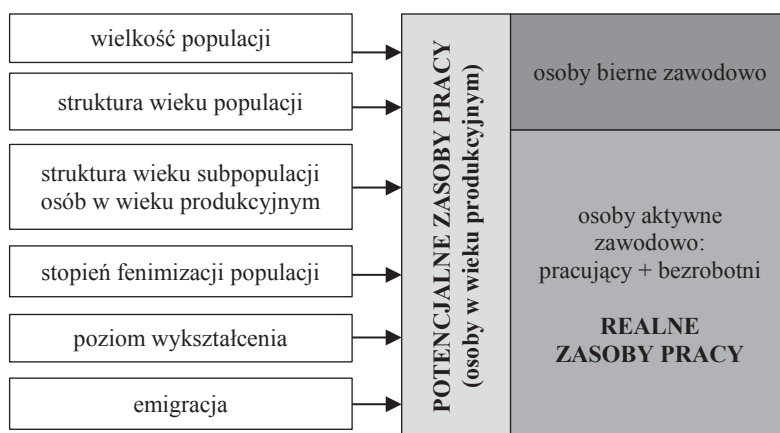 wielkość populacji
struktura wieku populacji
struktura wieku subpopulacji
osób w wieku produkcyjnym
stopień fenimizacji populacji
poziom wykształcenia
emigracja
POTENCJALNE ZASOBY PRACY
(osoby w wieku produkcyjnym)
osoby bierne zawodowo
osoby aktywne
zawodowo:
pracujący + bezrobotni
REALNE
ZASOBY PRACY